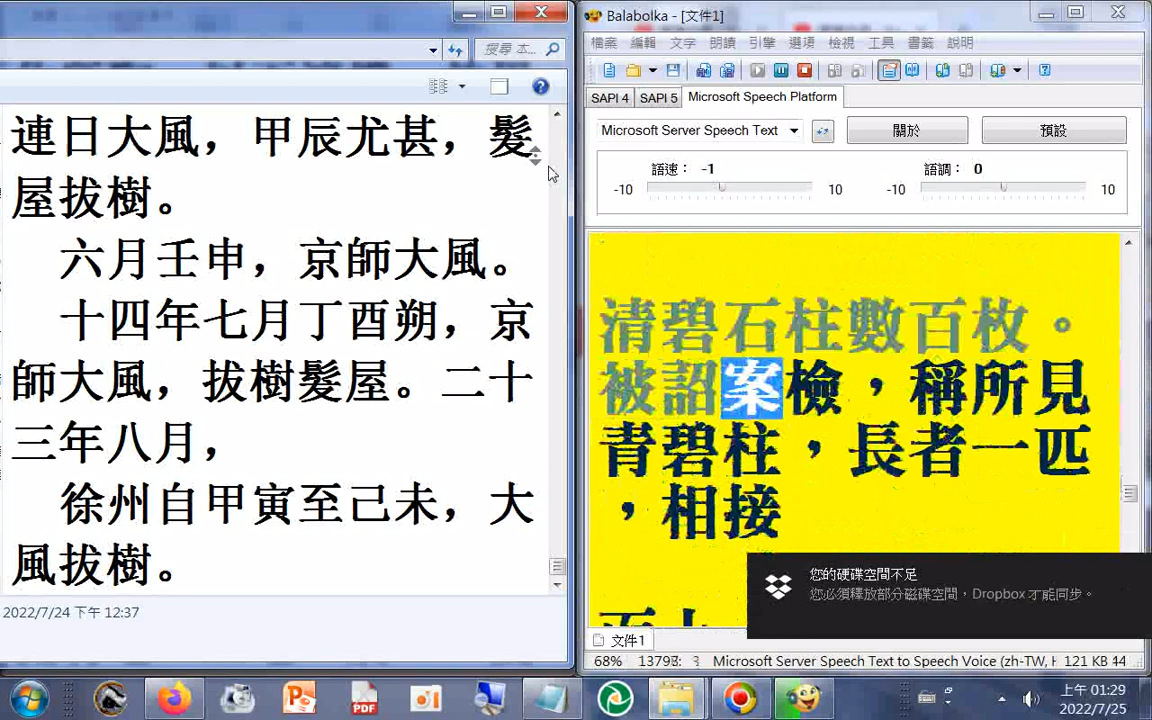 搜尋 本...
連日大風，甲辰尤甚，髮
屋拔樹。
六月壬申，京師大風。
十四年七月丁酉朔，京
師大風，拔樹髮屋。二十
三年八月，
徐州自甲寅至己未，大
風拔樹。
2022/7/24 下午 12:37
Balabolka - [文件1]
檔案 編輯 文字 朗讀 引擎 選項 檢視 工具 書籤 說明
SAPI 4 SAPI 5 Microsoft Speech Platform
Microsoft Server Speech Text 關於 預設
語速： -1 語調： 0
-10 10 -10 10
清碧石柱數百枚。
被詔案檢，稱所見
青碧柱，長者一匹
，相接
您的硬碟空間不足
您必須釋放部分磁碟空間，Dropbox 才能同步。
文件1
68% Microsoft Server Speech Text to Speech Voice (zh-TW, 121 KB 44
上午 01:29
2022/7/25